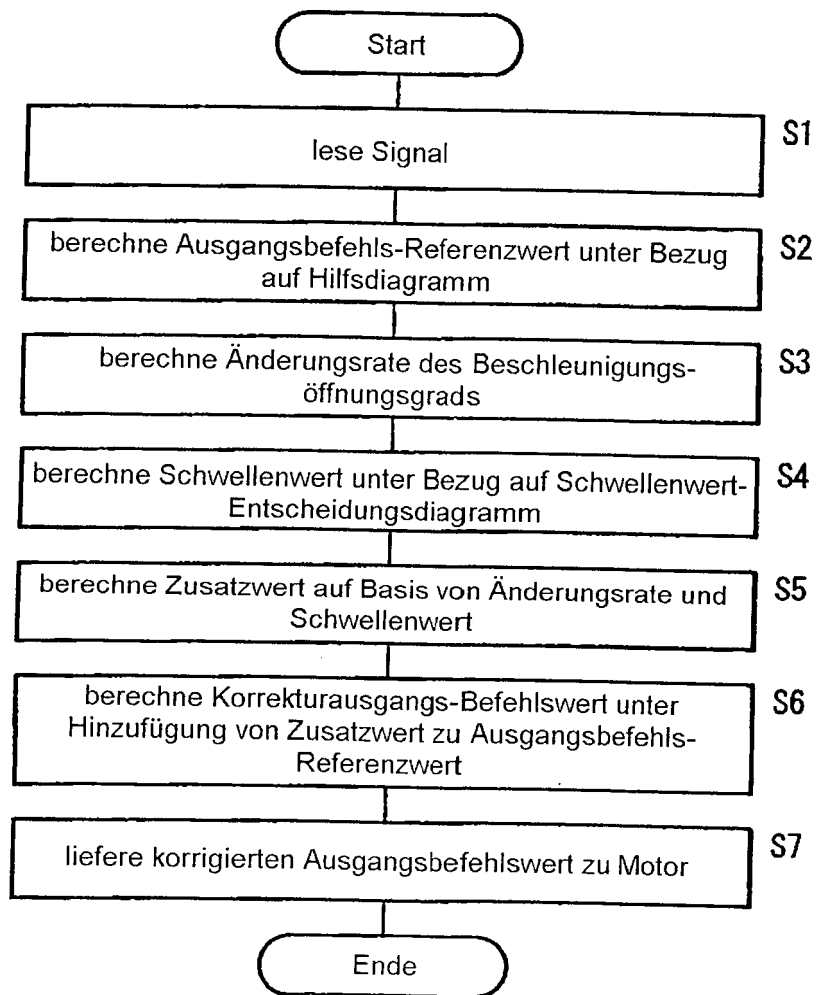 Start
lese Signal
S1
berechne Ausgangsbefehls-Referenzwert unter Bezug
auf Hilfsdiagramm
S2
berechne Änderungsrate des Beschleunigungs-
öffnungsgrads
S3
berechne Schwellenwert unter Bezug auf Schwellenwert-
Entscheidungsdiagramm
S4
berechne Zusatzwert auf Basis von Änderungsrate und
Schwellenwert
S5
berechne Korrekturausgangs-Befehlswert unter
Hinzufügung von Zusatzwert zu Ausgangsbefehls-
Referenzwert
S6
liefere korrigierten Ausgangsbefehlswert zu Motor
S7
Ende